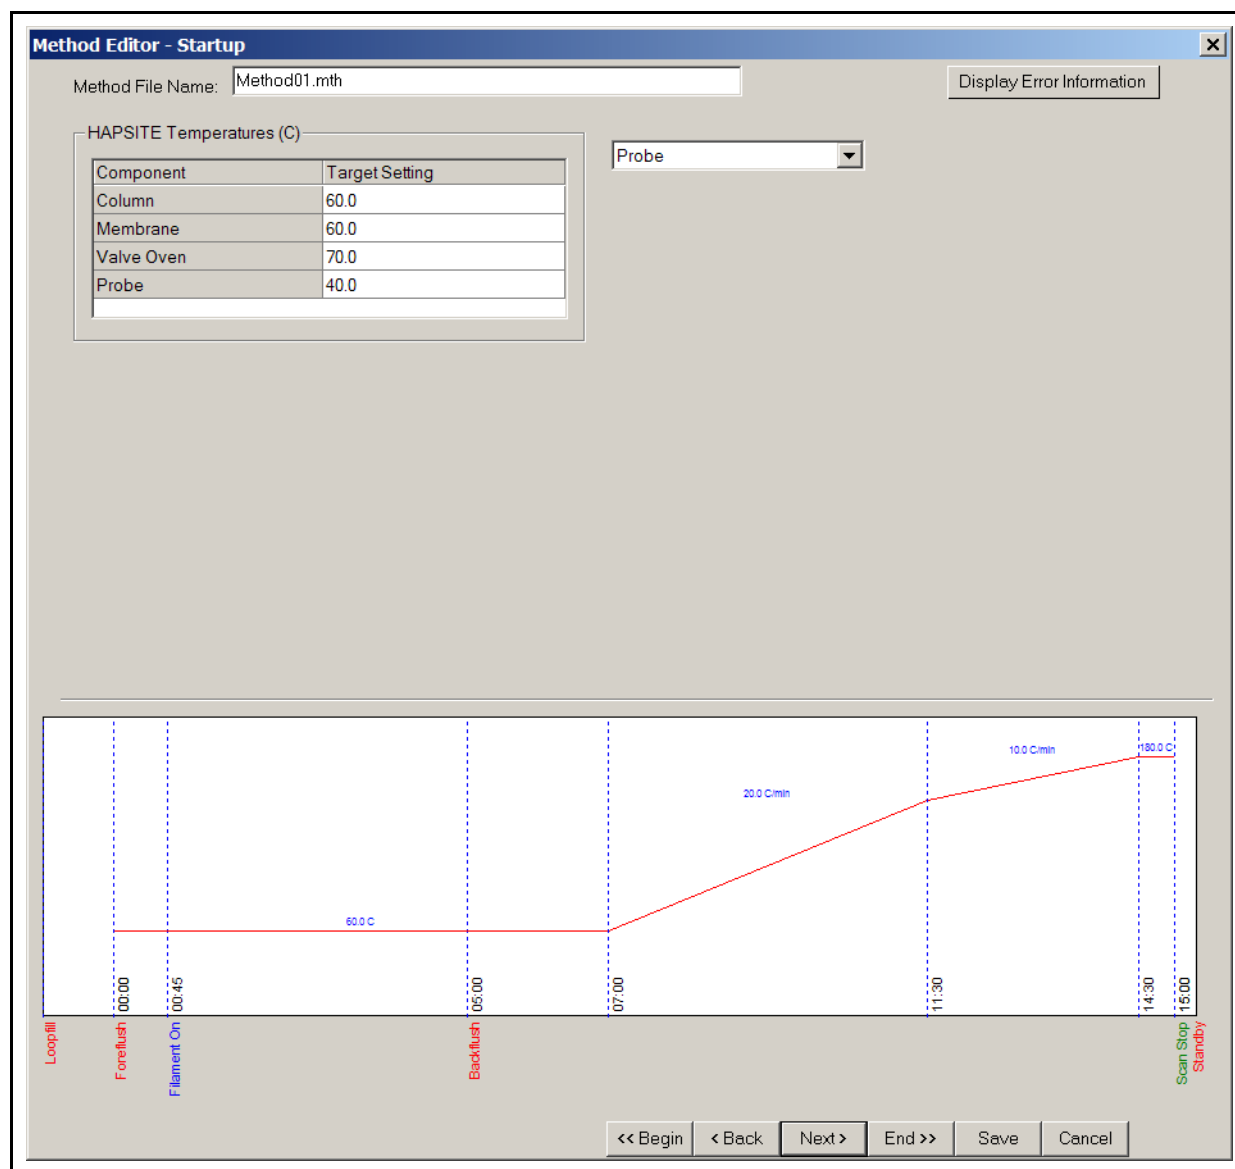 Method Editor - Startup
Method File Name: Method01.mth
Display Error Information
HAPSITE Temperatures (C)
Probe
Component Target Setting
Column 60.0
Membrane 60.0
Valve Oven 70.0
Probe 40.0
10.0 C/min
180.0 C
20.0 C/min
60.0 C
00:00
00:45
05:00
07:00
11:30
14:30
15:00
Loopfill
Foreflush
Filament On
Backflush
Scan Stop
Standby
<< Begin
< Back
Next >
End >>
Save
Cancel